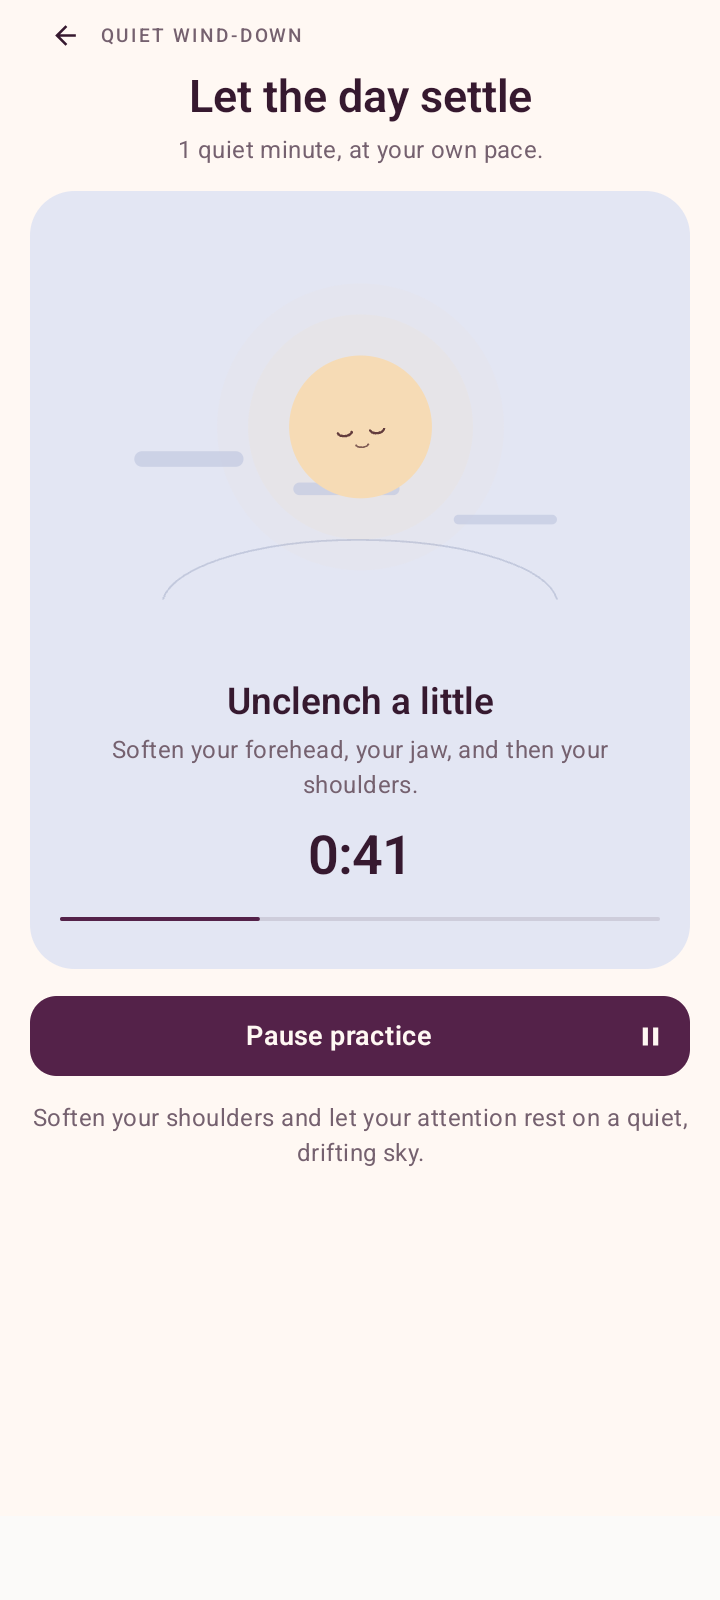 QUIET WIND-DOWN
Let the day settle
1 quiet minute, at your own pace.
Unclench a little
Soften your forehead, your jaw, and then your
shoulders.
0:41
Pause practice
Soften your shoulders and let your attention rest on a quiet,
drifting sky.